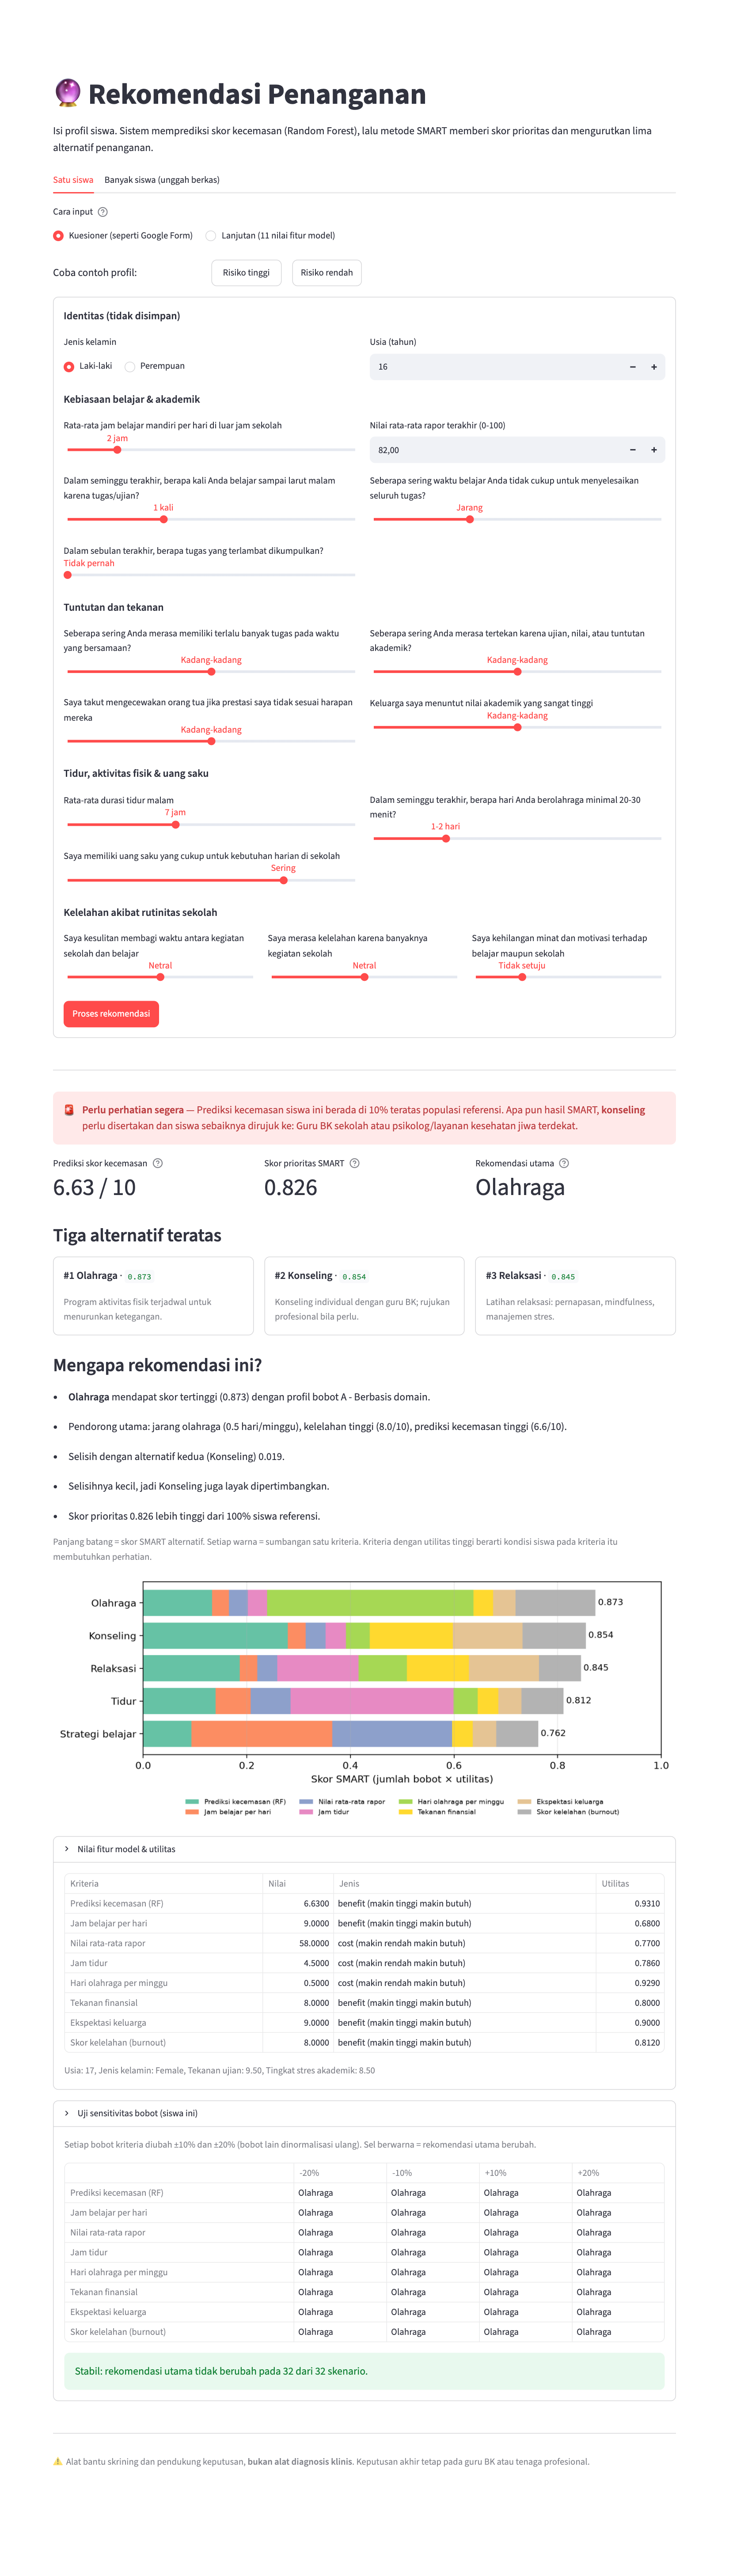 Rekomendasi Penanganan
Isi profil siswa. Sistem memprediksi skor kecemasan (Random Forest), lalu metode SMART memberi skor prioritas dan mengurutkan lima
alternatif penanganan.
Satu siswa Banyak siswa (unggah berkas)
Cara input
Kuesioner (seperti Google Form) Lanjutan (11 nilai fitur model)
Coba contoh profil: Risiko tinggi Risiko rendah
Identitas (tidak disimpan)
Jenis kelamin Usia (tahun)
Laki-laki Perempuan 16 − +
Kebiasaan belajar & akademik
Rata-rata jam belajar mandiri per hari di luar jam sekolah Nilai rata-rata rapor terakhir (0-100)
2 jam 82,00 − +
Dalam seminggu terakhir, berapa kali Anda belajar sampai larut malam
karena tugas/ujian?
1 kali
Seberapa sering waktu belajar Anda tidak cukup untuk menyelesaikan
seluruh tugas?
Jarang
Dalam sebulan terakhir, berapa tugas yang terlambat dikumpulkan?
Tidak pernah
Tuntutan dan tekanan
Seberapa sering Anda merasa memiliki terlalu banyak tugas pada waktu
yang bersamaan?
Kadang-kadang
Seberapa sering Anda merasa tertekan karena ujian, nilai, atau tuntutan
akademik?
Kadang-kadang
Saya takut mengecewakan orang tua jika prestasi saya tidak sesuai harapan
mereka
Kadang-kadang
Keluarga saya menuntut nilai akademik yang sangat tinggi
Kadang-kadang
Tidur, aktivitas fisik & uang saku
Rata-rata durasi tidur malam
7 jam
Dalam seminggu terakhir, berapa hari Anda berolahraga minimal 20-30
menit?
1-2 hari
Saya memiliki uang saku yang cukup untuk kebutuhan harian di sekolah
Sering
Kelelahan akibat rutinitas sekolah
Saya kesulitan membagi waktu antara kegiatan
sekolah dan belajar
Netral
Saya merasa kelelahan karena banyaknya
kegiatan sekolah
Netral
Saya kehilangan minat dan motivasi terhadap
belajar maupun sekolah
Tidak setuju
Proses rekomendasi
Perlu perhatian segera — Prediksi kecemasan siswa ini berada di 10% teratas populasi referensi. Apa pun hasil SMART, konseling
perlu disertakan dan siswa sebaiknya dirujuk ke: Guru BK sekolah atau psikolog/layanan kesehatan jiwa terdekat.
Prediksi skor kecemasan Skor prioritas SMART Rekomendasi utama
6.63 / 10 0.826 Olahraga
Tiga alternatif teratas
#1 Olahraga · 0.873
Program aktivitas fisik terjadwal untuk
menurunkan ketegangan.
#2 Konseling · 0.854
Konseling individual dengan guru BK; rujukan
profesional bila perlu.
#3 Relaksasi · 0.845
Latihan relaksasi: pernapasan, mindfulness,
manajemen stres.
Mengapa rekomendasi ini?
• Olahraga mendapat skor tertinggi (0.873) dengan profil bobot A - Berbasis domain.
• Pendorong utama: jarang olahraga (0.5 hari/minggu), kelelahan tinggi (8.0/10), prediksi kecemasan tinggi (6.6/10).
• Selisih dengan alternatif kedua (Konseling) 0.019.
• Selisihnya kecil, jadi Konseling juga layak dipertimbangkan.
• Skor prioritas 0.826 lebih tinggi dari 100% siswa referensi.
Panjang batang = skor SMART alternatif. Setiap warna = sumbangan satu kriteria. Kriteria dengan utilitas tinggi berarti kondisi siswa pada kriteria itu
membutuhkan perhatian.
Olahraga 0.873
Konseling 0.854
Relaksasi 0.845
Tidur 0.812
Strategi belajar 0.762
0.0 0.2 0.4 0.6 0.8 1.0
Skor SMART (jumlah bobot × utilitas)
Prediksi kecemasan (RF) Nilai rata-rata rapor Hari olahraga per minggu Ekspektasi keluarga
Jam belajar per hari Jam tidur Tekanan finansial Skor kelelahan (burnout)
Nilai fitur model & utilitas
Kriteria Nilai Jenis Utilitas
Prediksi kecemasan (RF) 6.6300 benefit (makin tinggi makin butuh) 0.9310
Jam belajar per hari 9.0000 benefit (makin tinggi makin butuh) 0.6800
Nilai rata-rata rapor 58.0000 cost (makin rendah makin butuh) 0.7700
Jam tidur 4.5000 cost (makin rendah makin butuh) 0.7860
Hari olahraga per minggu 0.5000 cost (makin rendah makin butuh) 0.9290
Tekanan finansial 8.0000 benefit (makin tinggi makin butuh) 0.8000
Ekspektasi keluarga 9.0000 benefit (makin tinggi makin butuh) 0.9000
Skor kelelahan (burnout) 8.0000 benefit (makin tinggi makin butuh) 0.8120
Usia: 17, Jenis kelamin: Female, Tekanan ujian: 9.50, Tingkat stres akademik: 8.50
Uji sensitivitas bobot (siswa ini)
Setiap bobot kriteria diubah ±10% dan ±20% (bobot lain dinormalisasi ulang). Sel berwarna = rekomendasi utama berubah.
-20% -10% +10% +20%
Prediksi kecemasan (RF) Olahraga Olahraga Olahraga Olahraga
Jam belajar per hari Olahraga Olahraga Olahraga Olahraga
Nilai rata-rata rapor Olahraga Olahraga Olahraga Olahraga
Jam tidur Olahraga Olahraga Olahraga Olahraga
Hari olahraga per minggu Olahraga Olahraga Olahraga Olahraga
Tekanan finansial Olahraga Olahraga Olahraga Olahraga
Ekspektasi keluarga Olahraga Olahraga Olahraga Olahraga
Skor kelelahan (burnout) Olahraga Olahraga Olahraga Olahraga
Stabil: rekomendasi utama tidak berubah pada 32 dari 32 skenario.
Alat bantu skrining dan pendukung keputusan, bukan alat diagnosis klinis. Keputusan akhir tetap pada guru BK atau tenaga profesional.